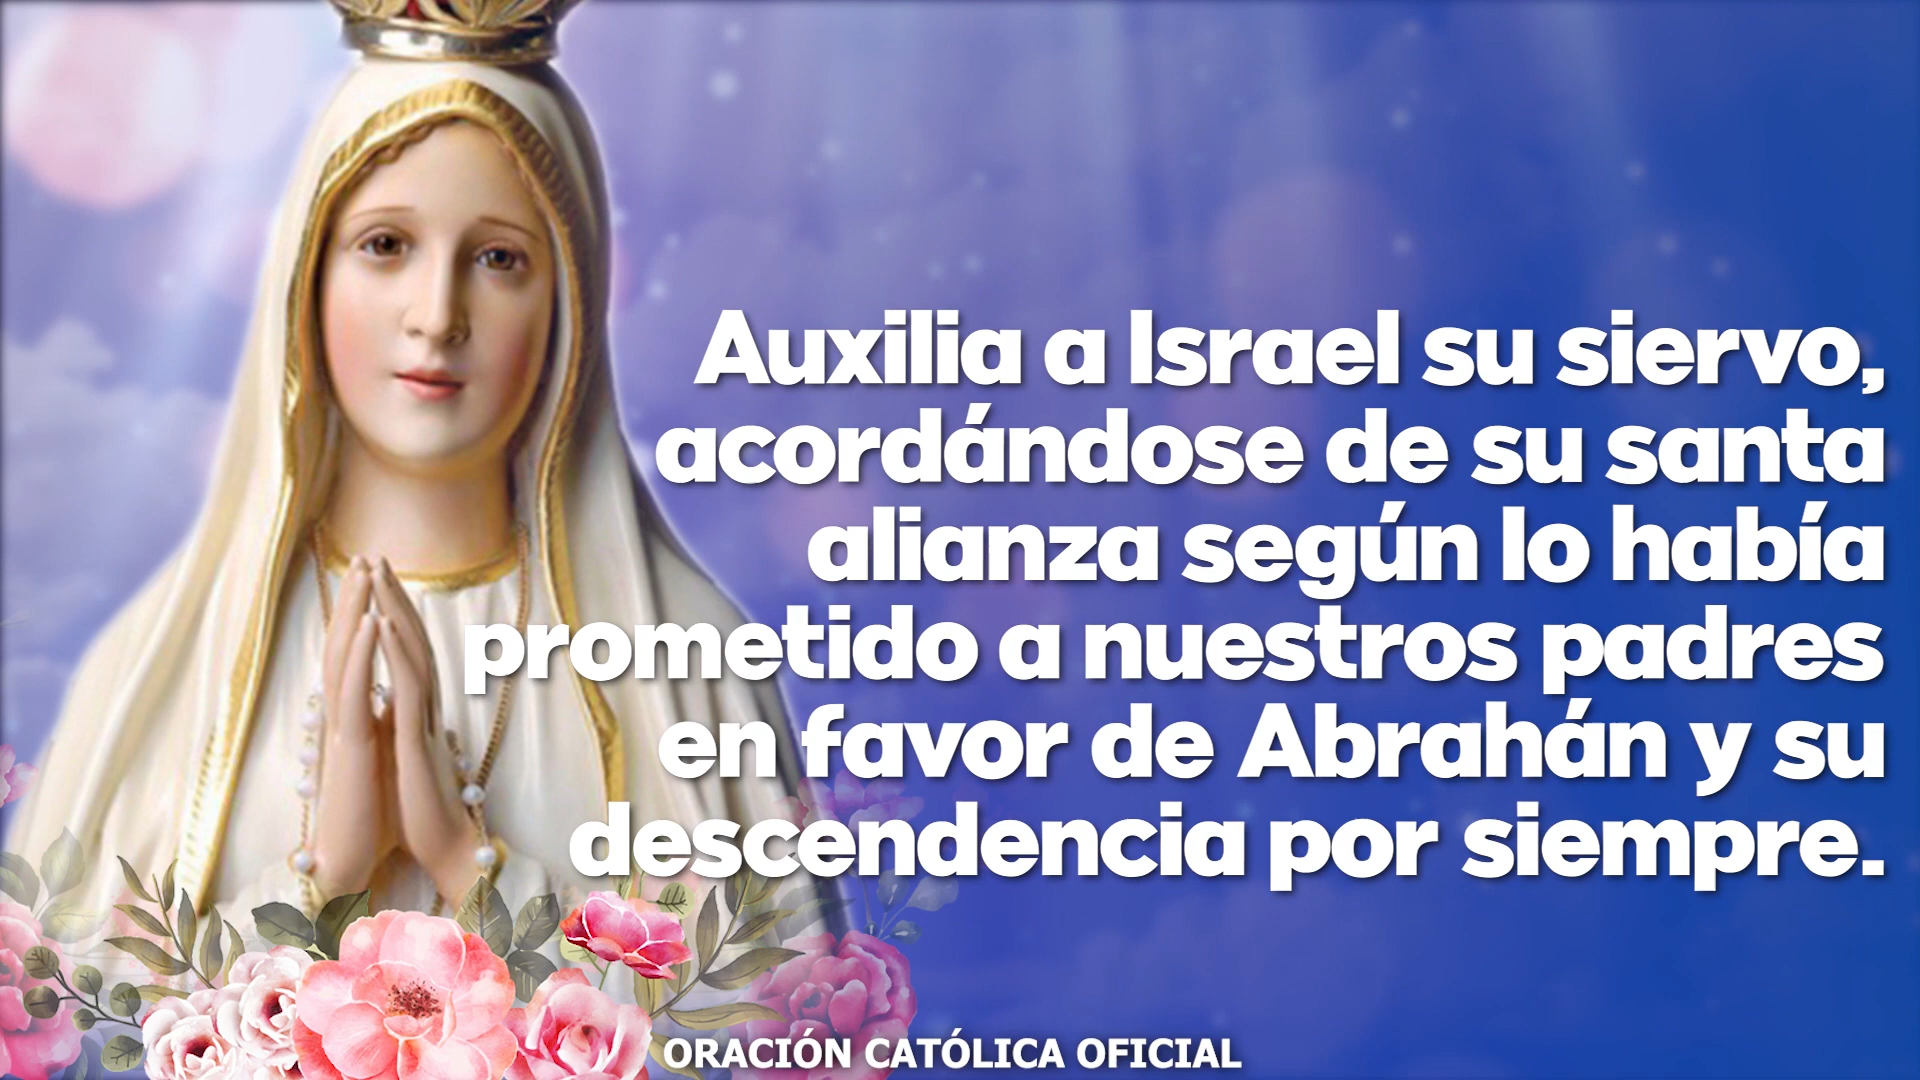 Auxilia a Israel su siervo,
acordándose de su santa
alianza según lo había
prometido a nuestros padres
en favor de Abrahán y su
descendencia por siempre.
ORACIÓN CATÓLICA OFICIAL